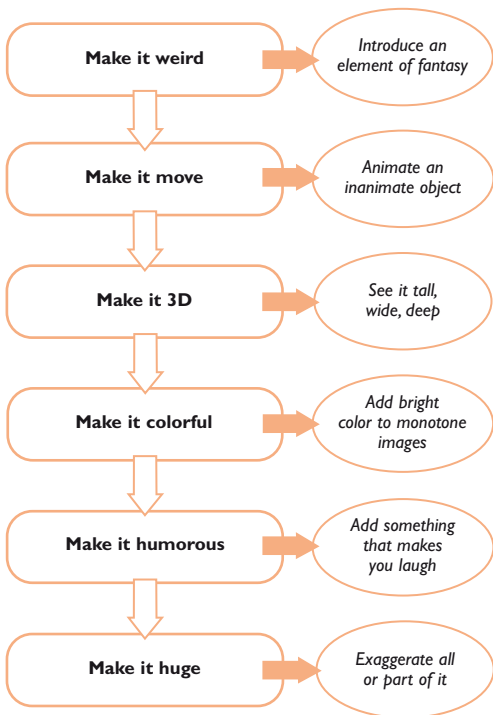 Make it weird
Introduce an
element of fantasy
Make it move
Animate an
inanimate object
Make it 3D
See it tall,
wide, deep
Make it colorful
Add bright
color to monotone
images
Make it humorous
Add something
that makes
you laugh
Make it huge
Exaggerate all
or part of it